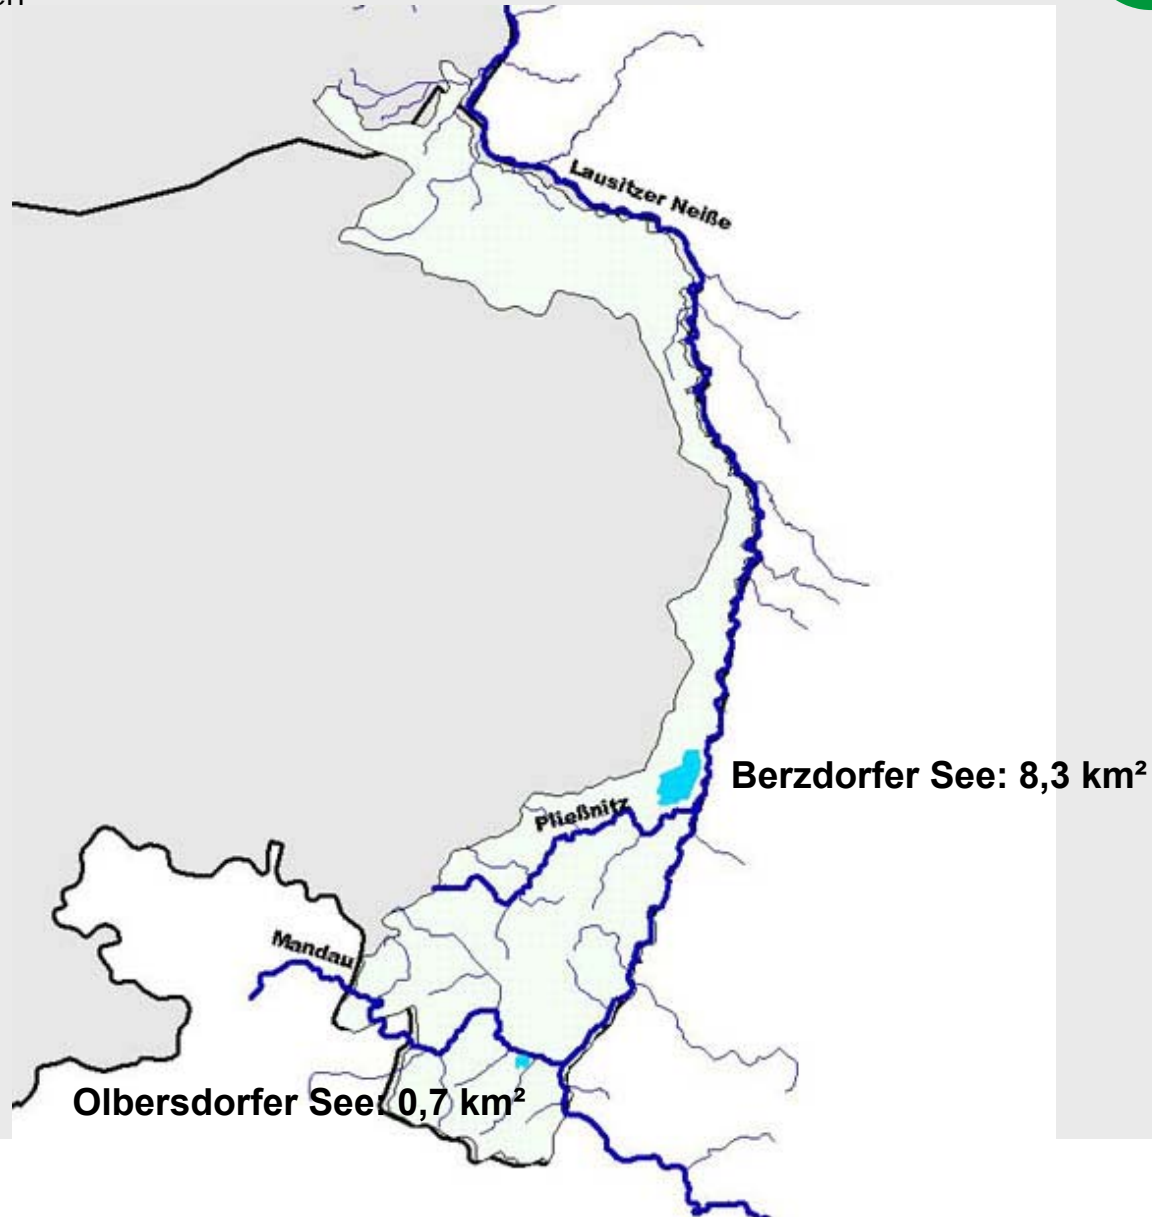 Lausitzer Neiße
Berzdorfer See: 8,3 km²
Pließnitz
Mandau
Olbersdorfer See: 0,7 km²